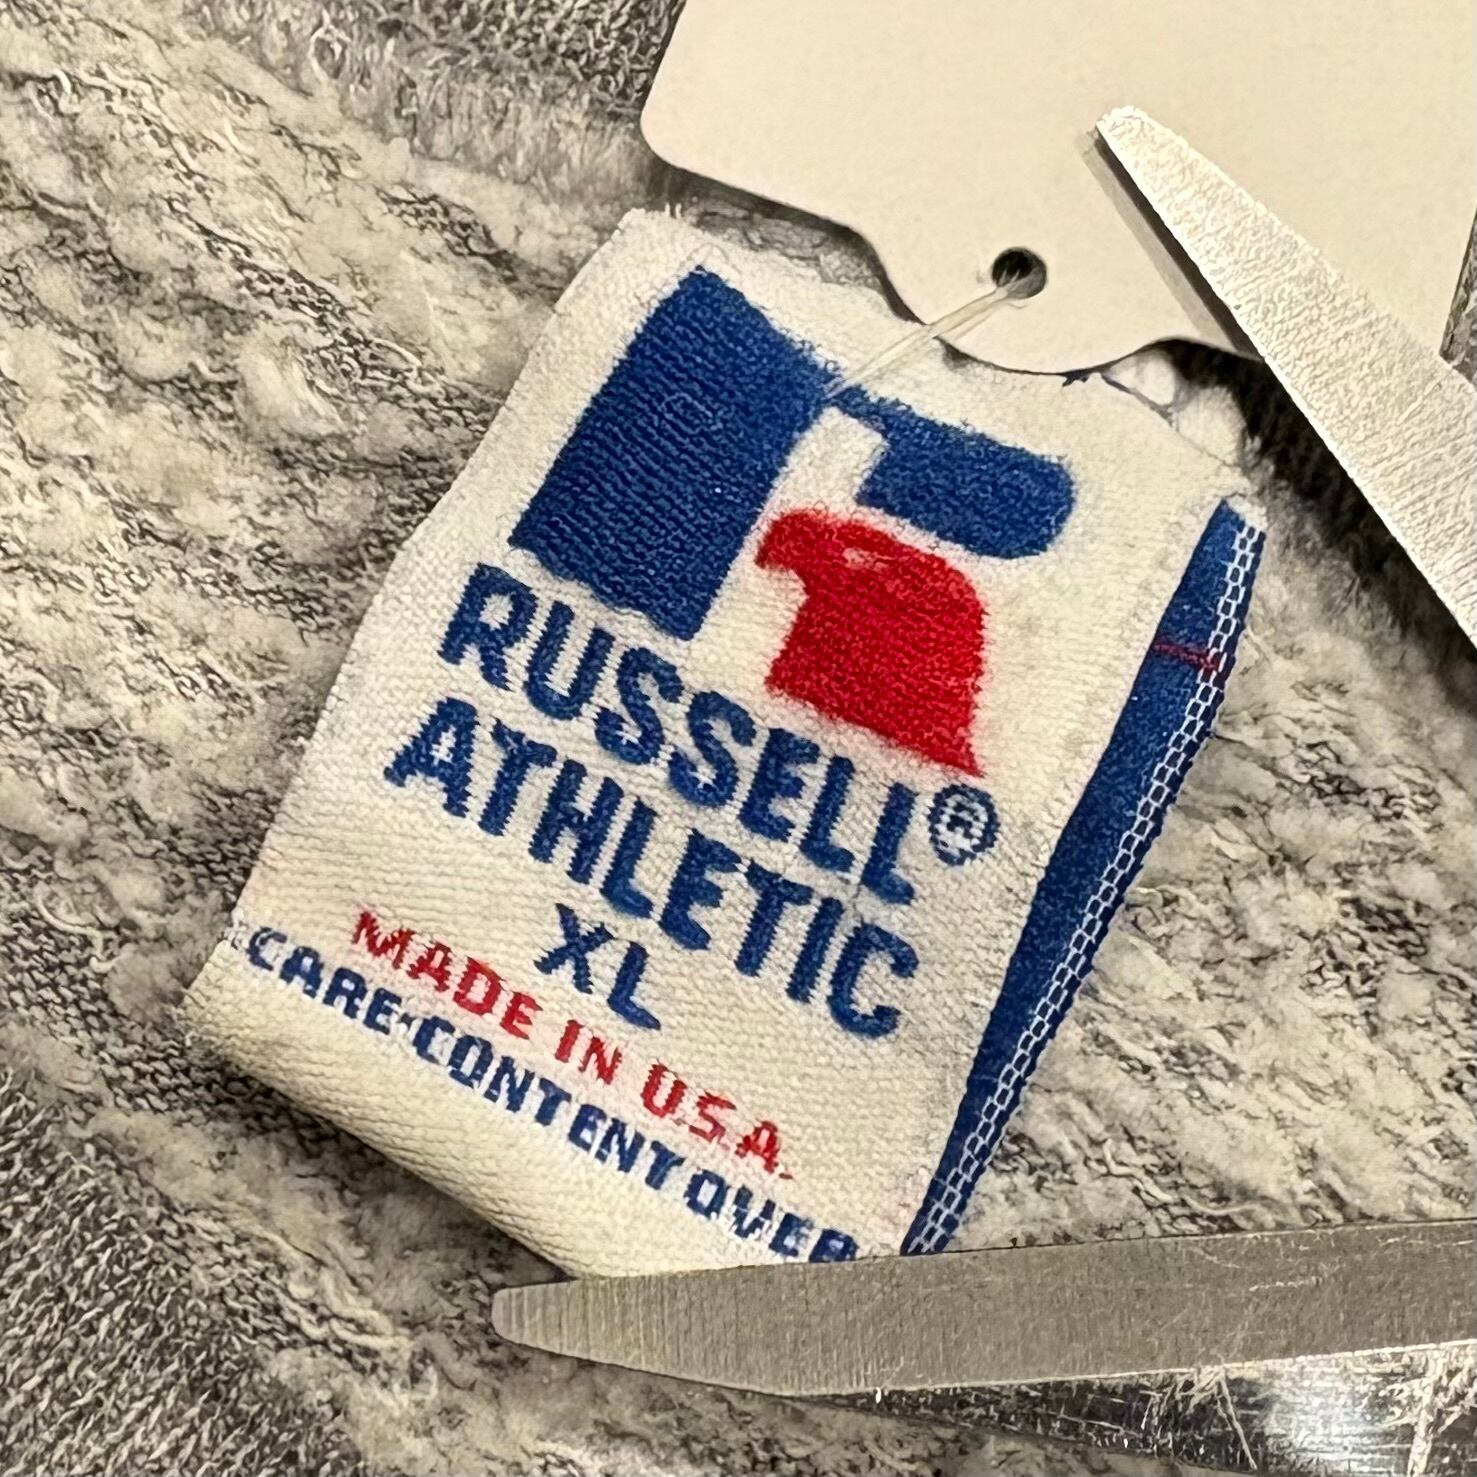 RUSSELL®
ATHLETIC
XL
MADE IN U.S.A.
CARE·CONTENT OVER